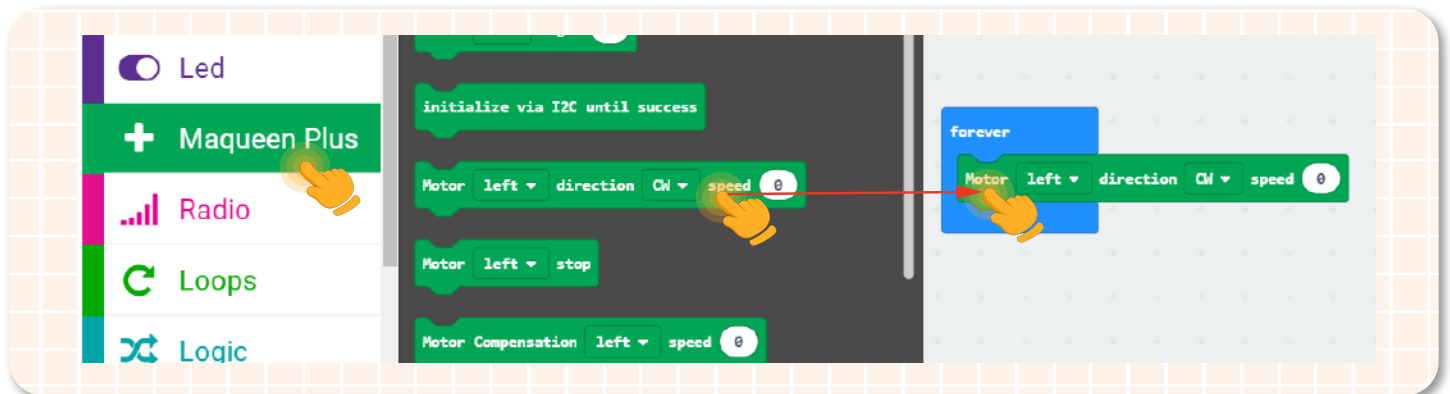 Led
Maqueen Plus
Radio
Loops
Logic
initialize via I2C until success
Motor left direction CW speed 0
Motor left stop
Motor Compensation left speed 0
forever
Motor left direction CW speed 0